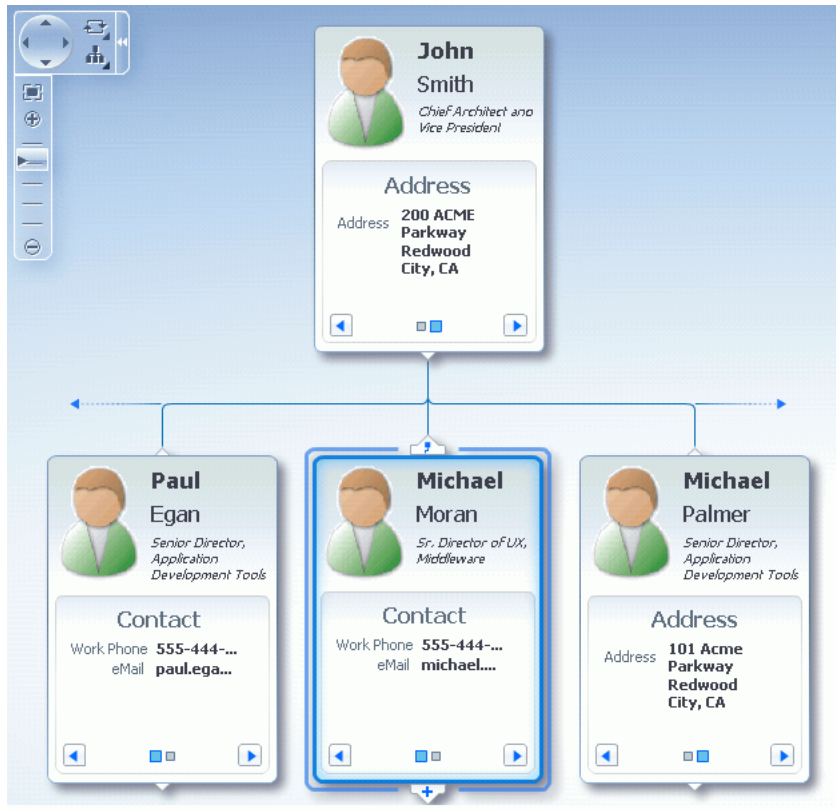 John
Smith
Chief Architect and
Vice President
Address
Address 200 ACME
Parkway
Redwood
City, CA
Paul
Egan
Senior Director,
Application
Development Tools
Contact
Work Phone 555-444-...
eMail paul.ega...
Michael
Moran
Sr. Director of UX,
Middleware
Contact
Work Phone 555-444-...
eMail michael....
Michael
Palmer
Senior Director,
Application
Development Tools
Address
Address 101 Acme
Parkway
Redwood
City, CA